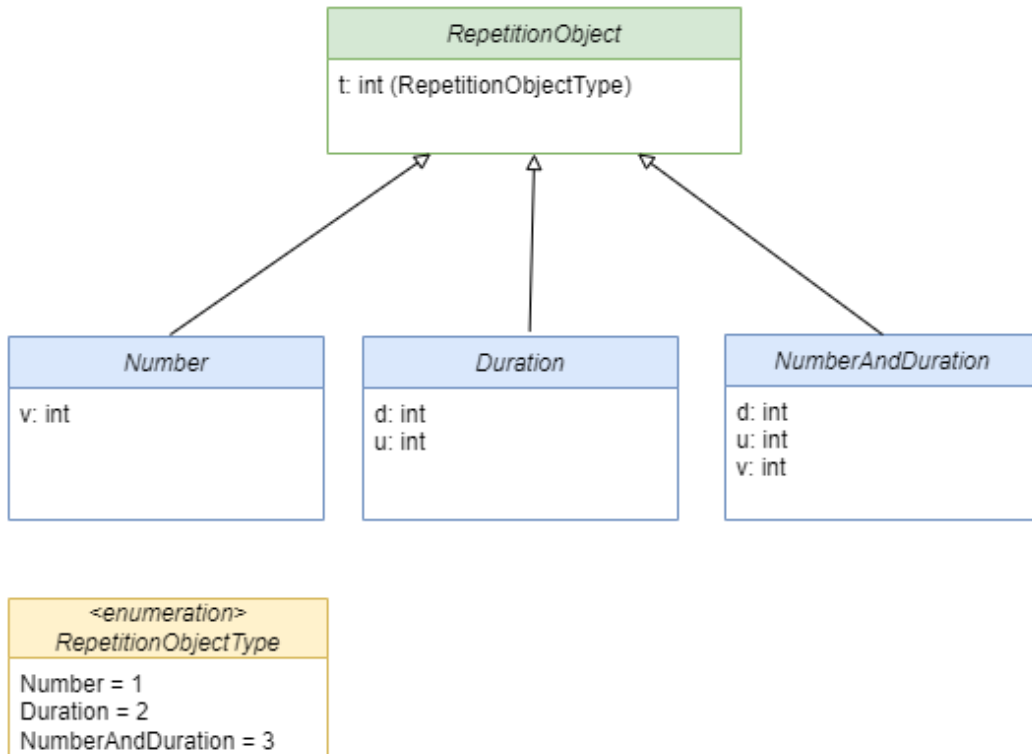 RepetitionObject
t: int (RepetitionObjectType)
Number
v: int
Duration
d: int
u: int
NumberAndDuration
d: int
u: int
v: int
<enumeration>
RepetitionObjectType
Number = 1
Duration = 2
NumberAndDuration = 3